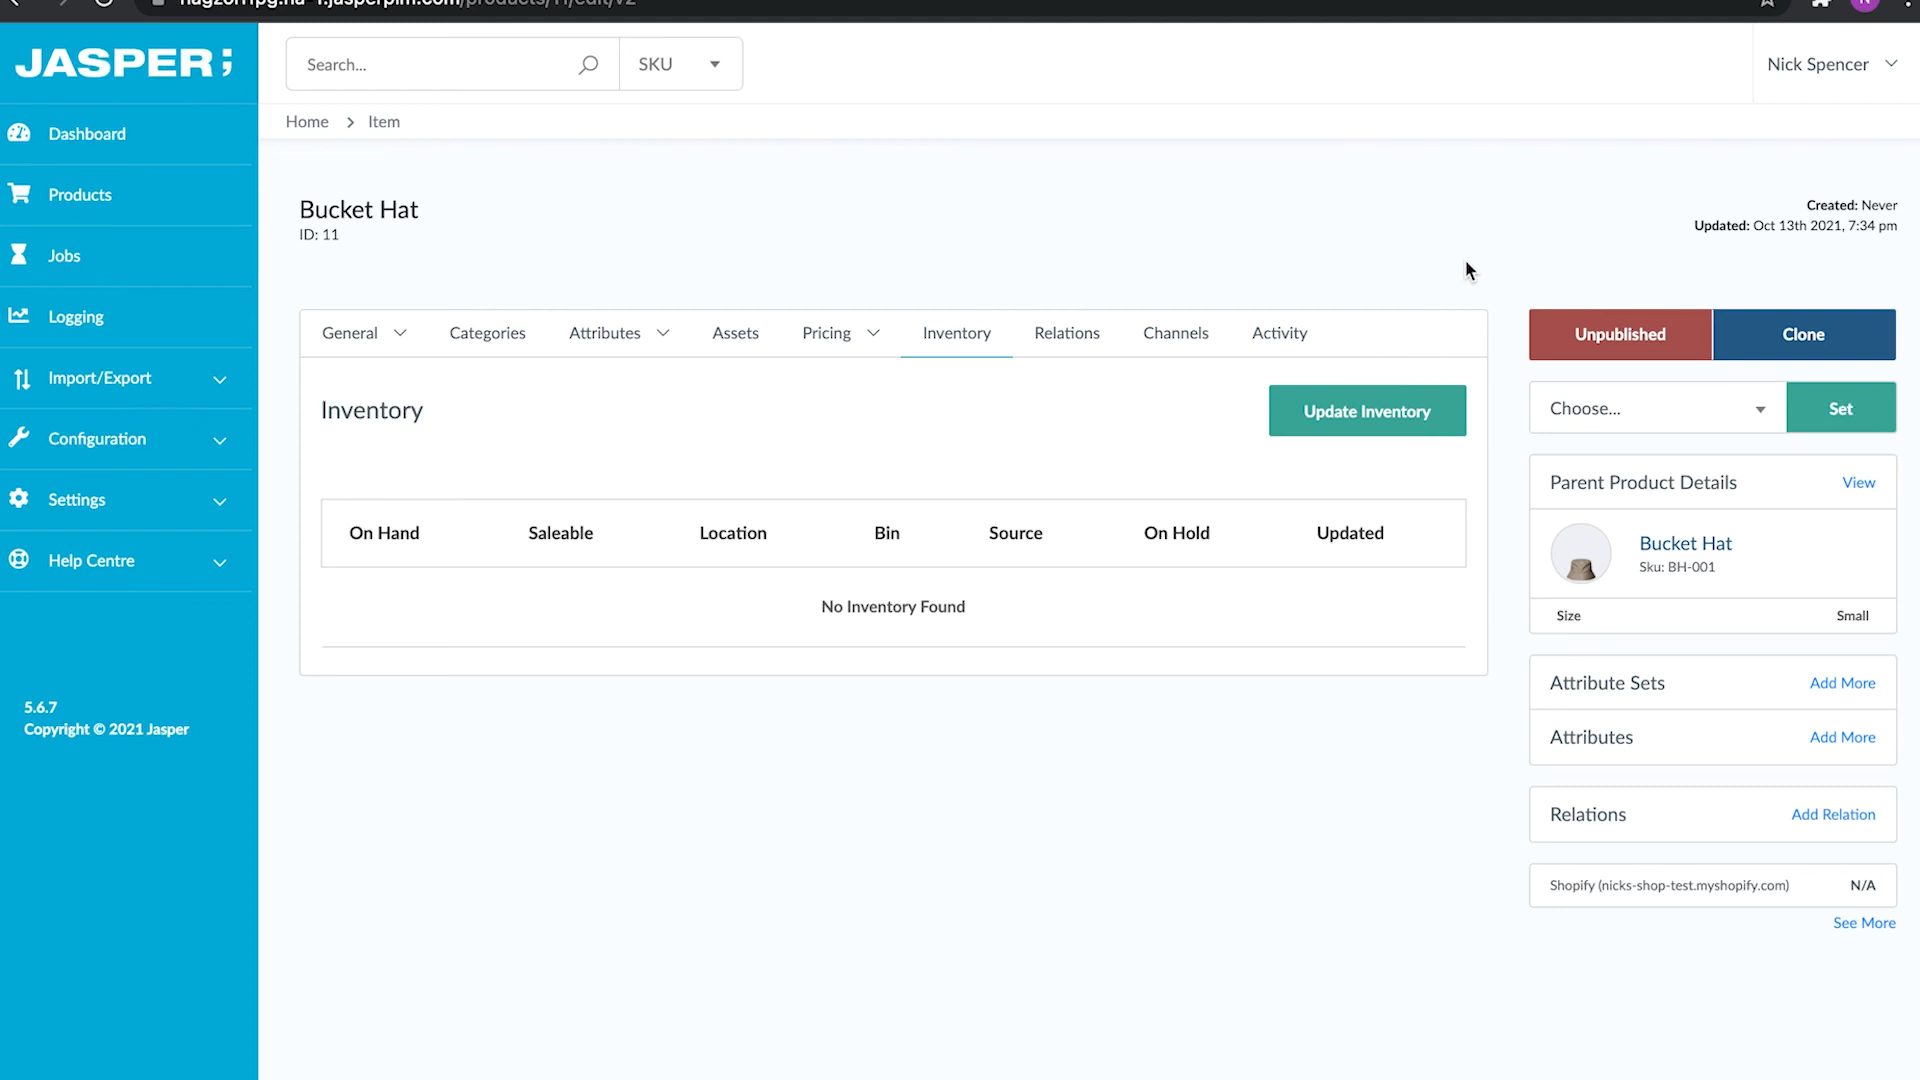 JASPER;
Search...
SKU
Nick Spencer
Home
Item
Dashboard
Products
Jobs
Logging
Import/Export
Configuration
Settings
Help Centre
5.6.7
Copyright © 2021 Jasper
Bucket Hat
ID: 11
Created: Never
Updated: Oct 13th 2021, 7:34 pm
General
Categories
Attributes
Assets
Pricing
Inventory
Relations
Channels
Activity
Unpublished
Clone
Inventory
Update Inventory
Choose...
Set
On Hand
Saleable
Location
Bin
Source
On Hold
Updated
No Inventory Found
Parent Product Details
View
Bucket Hat
Sku: BH-001
Size
Small
Attribute Sets
Add More
Attributes
Add More
Relations
Add Relation
Shopify (nicks-shop-test.myshopify.com)
N/A
See More